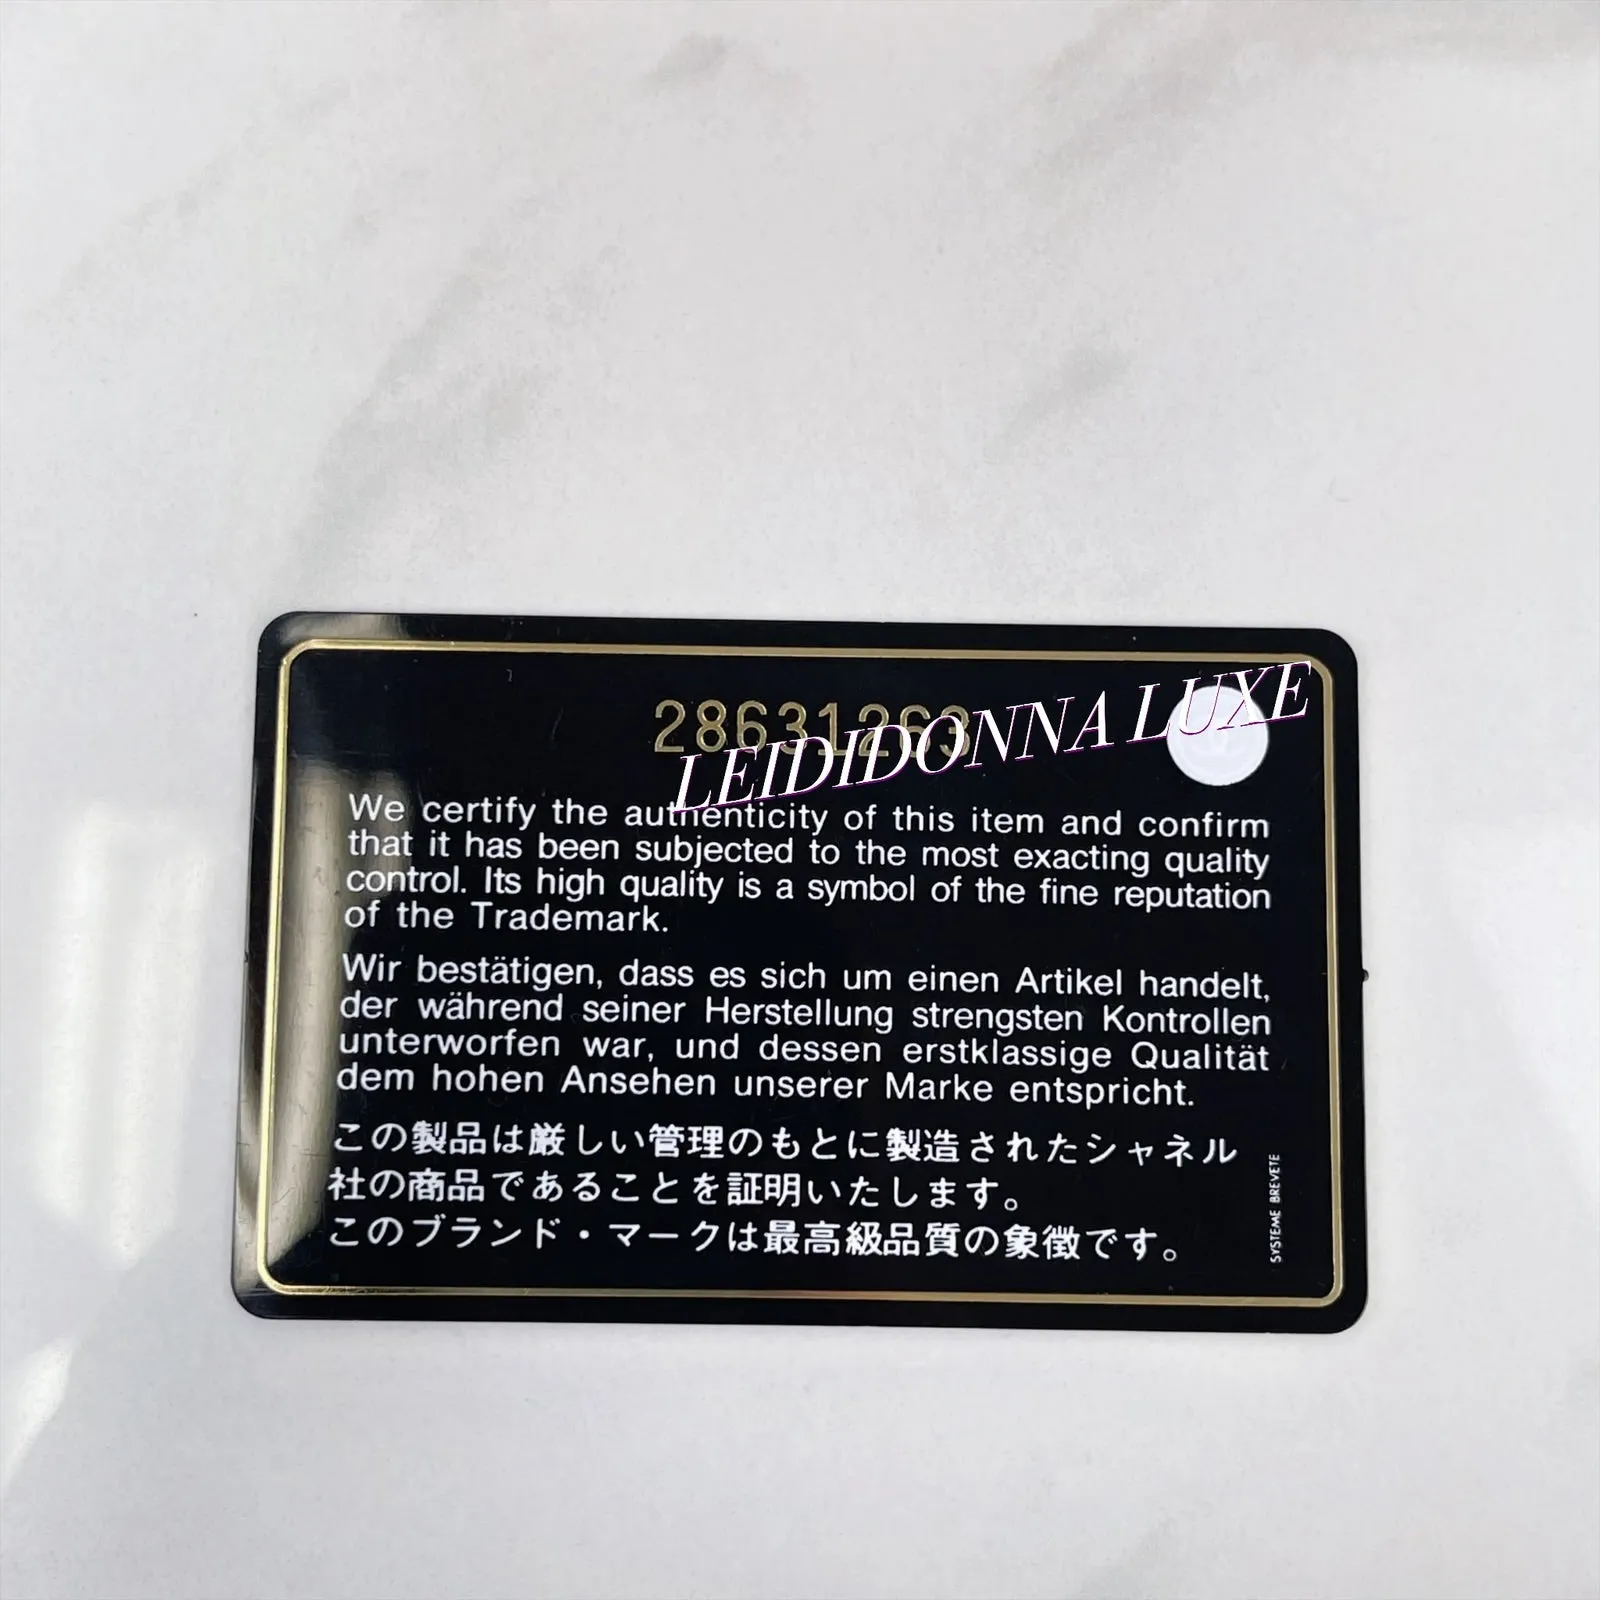 28631263
LEIDIDONNA LUXE
We certify the authenticity of this item and confirm
that it has been subjected to the most exacting quality
control. Its high quality is a symbol of the fine reputation
of the Trademark.
Wir bestätigen, dass es sich um einen Artikel handelt,
der während seiner Herstellung strengsten Kontrollen
unterworfen war, und dessen erstklassige Qualität
dem hohen Ansehen unserer Marke entspricht.
この製品は厳しい管理のもとに製造されたシャネル
社の商品であることを証明いたします。
このブランド・マークは最高級品質の象徴です。
SYSTEME BREVETE